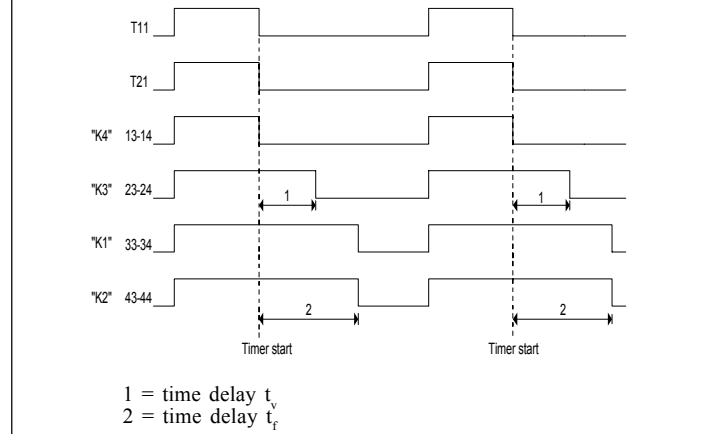 T11
T21
"K4" 13-14
"K3" 23-24
1 1
"K1" 33-34
"K2" 43-44
2 2
Timer start Timer start
1 = time delay tv
2 = time delay tf